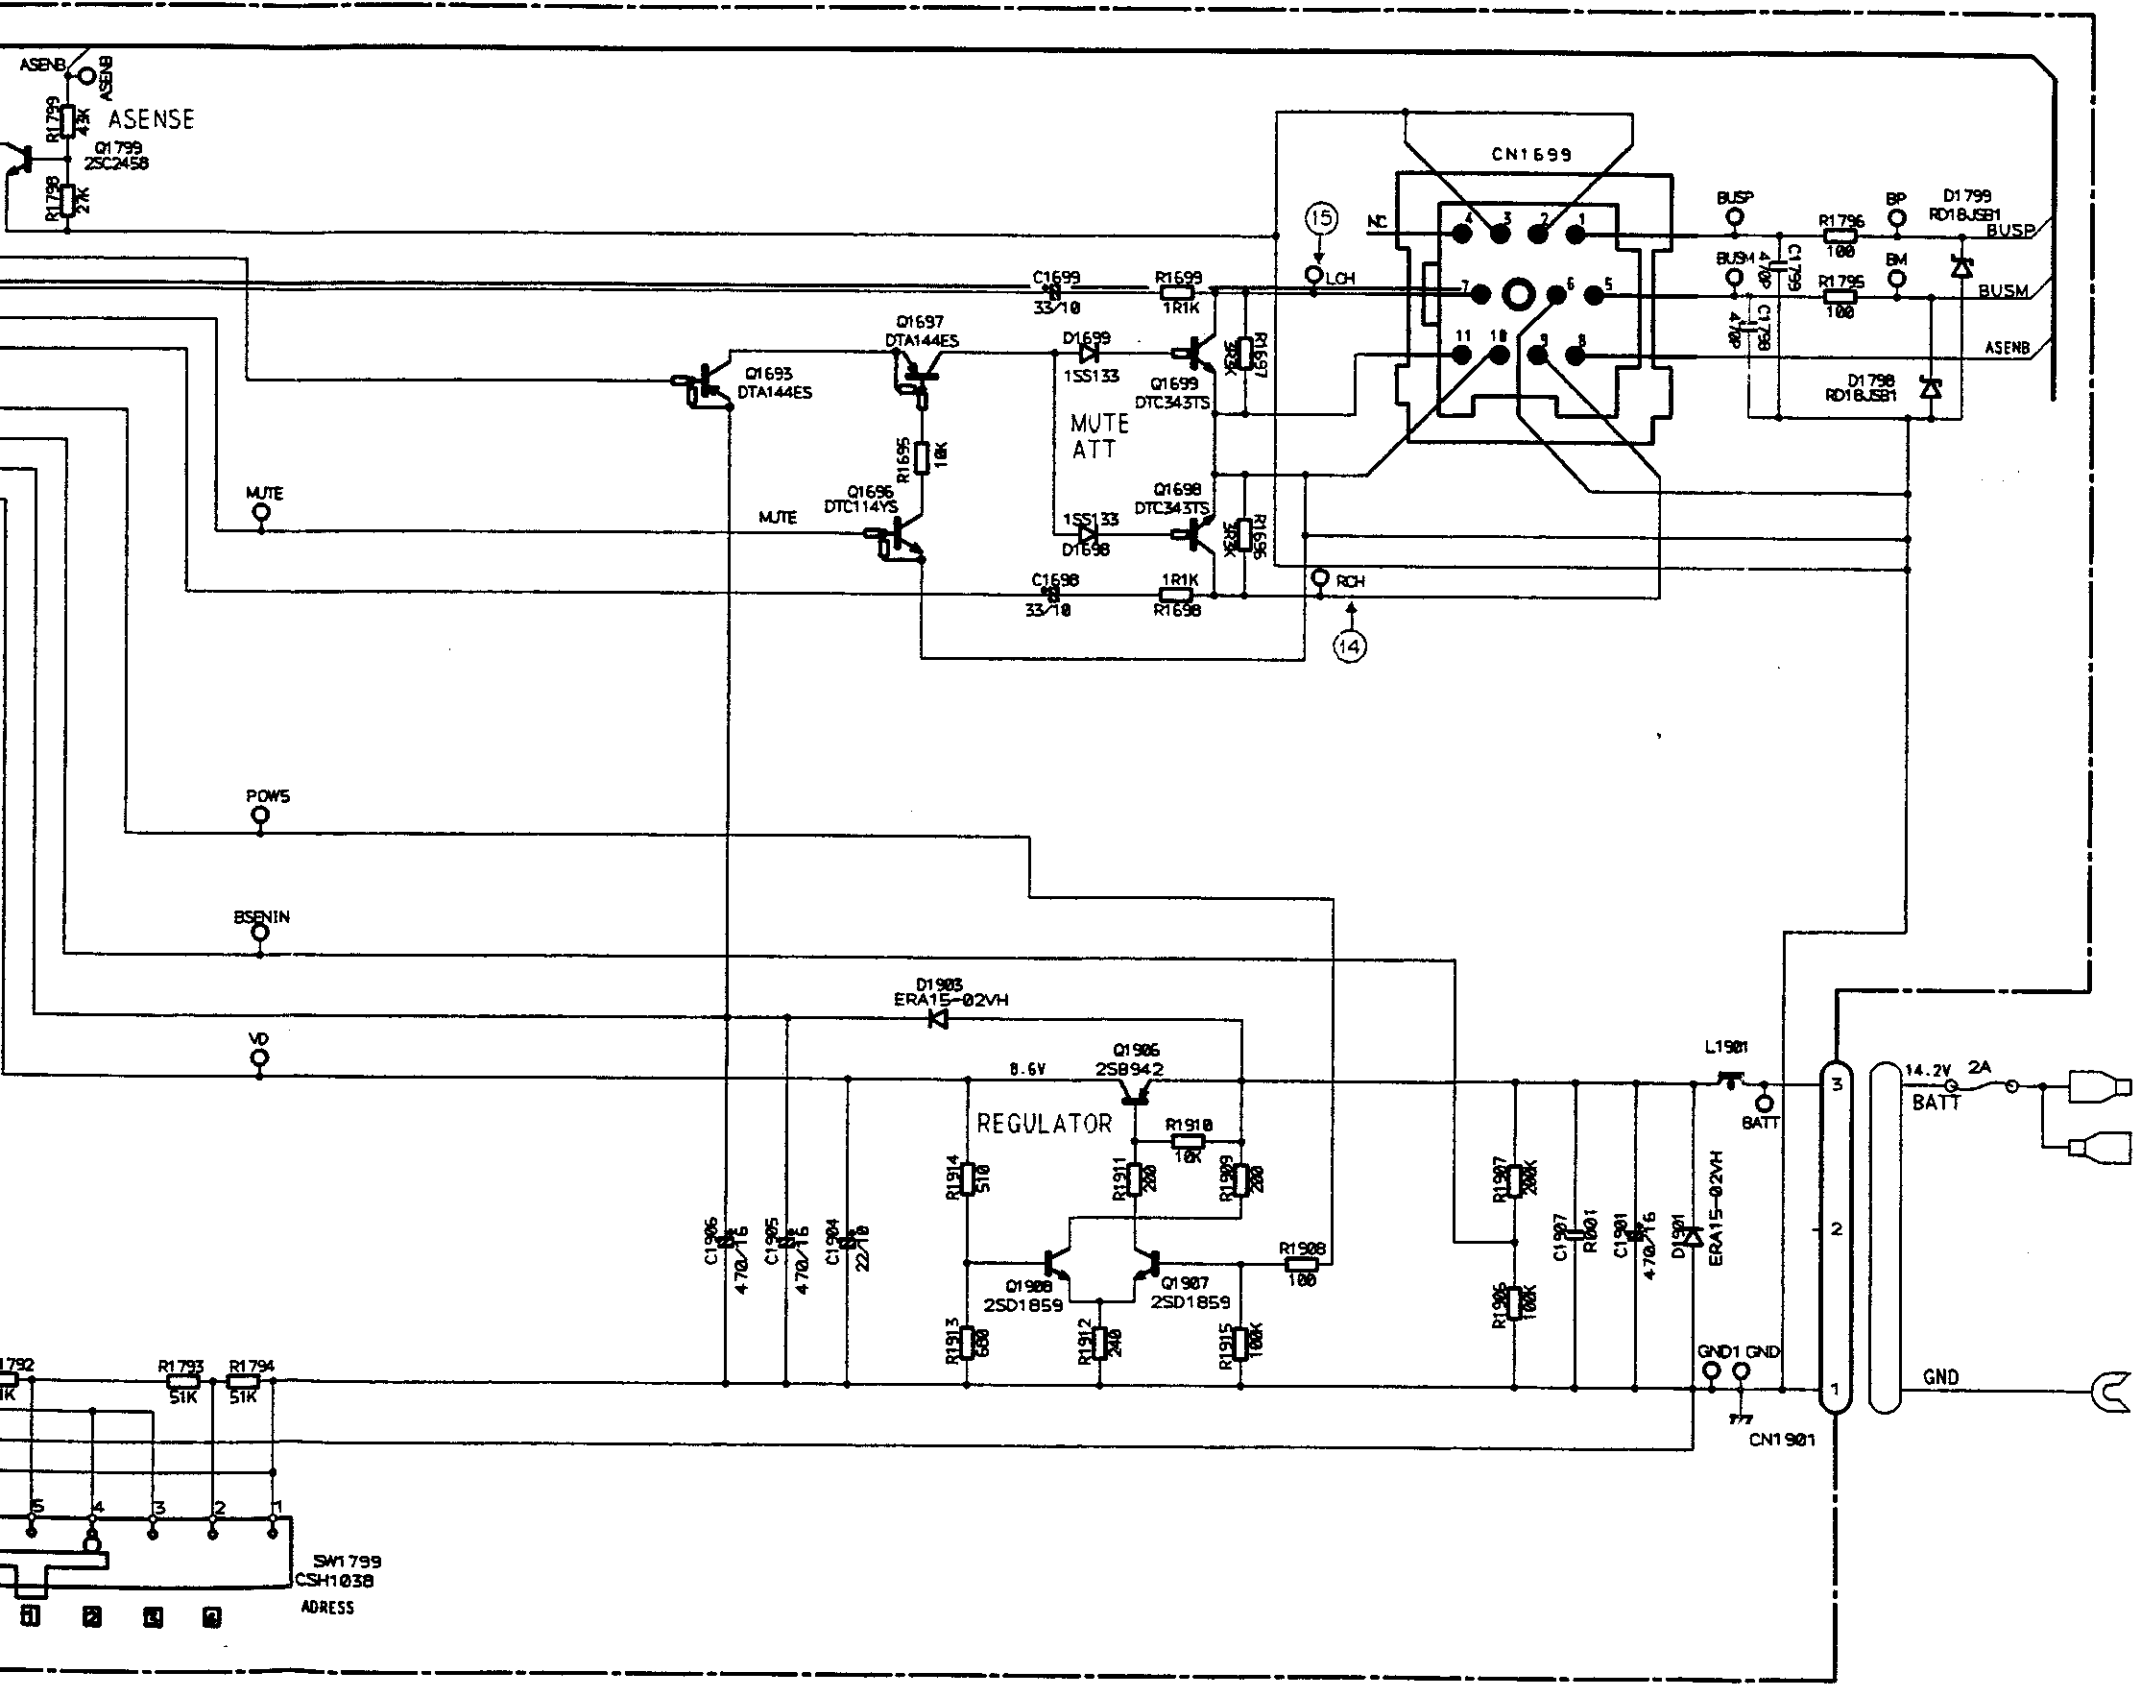 ASENB
ASENB
R1799
43K
ASENSE
Q1799
2SC2458
R1798
27K
CN1699
NC
4
3
2
1
7
6
5
11
10
9
8
15
LCH
BUSP
BP
D1799
RD18JSB1
R1796
100
BUSP
BUSM
BM
C1799
470P
R1795
100
BUSM
C1798
470P
ASENB
D1798
RD18JSB1
C1699
33/10
R1699
1R1K
Q1697
DTA144ES
D1699
1SS133
Q1693
DTA144ES
Q1699
DTC343TS
R1697
MUTE
ATT
R1695
10K
Q1696
DTC114YS
MUTE
MUTE
1SS133
D1698
Q1698
DTC343TS
R1696
C1698
33/10
1R1K
R1698
RCH
14
POW5
BSENIN
D1903
ERA15-02VH
VD
8.6V
Q1906
2SB942
REGULATOR
R1910
10K
R1914
510
R1911
200
R1909
200
L1901
BATT
3
2
1
14.2V
2A
BATT
R1907
200K
C1906
470/16
C1905
470/16
C1904
22/10
Q1908
2SD1859
Q1907
2SD1859
R1908
100
C1907
R001
C1901
470/16
D1901
ERA15-02VH
R1906
100K
R1913
680
R1912
240
R1915
100K
GND1 GND
GND
CN1901
1792
1K
R1793
51K
R1794
51K
5
4
3
2
1
SW1799
CSH1038
ADRESS
1
2
3